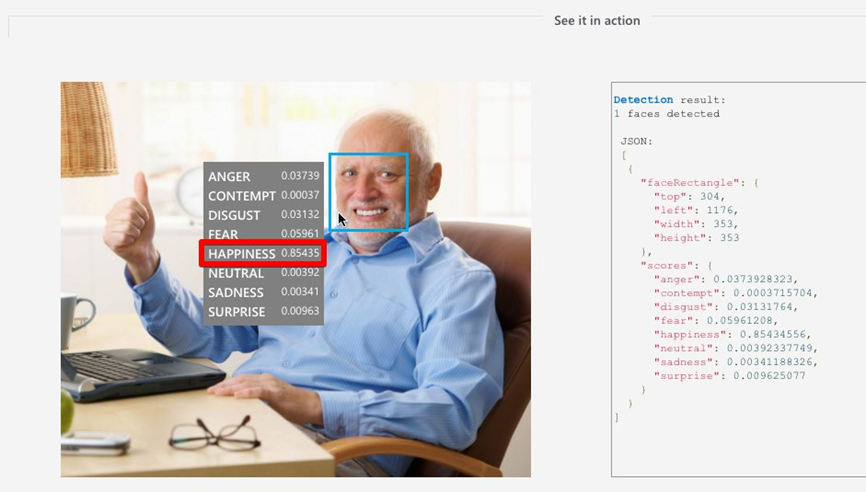 See it in action
ANGER 0.03739
CONTEMPT 0.00037
DISGUST 0.03132
FEAR 0.05961
HAPPINESS 0.85435
NEUTRAL 0.00392
SADNESS 0.00341
SURPRISE 0.00963
Detection result:
1 faces detected
JSON:
[
{
"faceRectangle": {
"top": 304,
"left": 1176,
"width": 353,
"height": 353
},
"scores": {
"anger": 0.0373928323,
"contempt": 0.0003715704,
"disgust": 0.03131764,
"fear": 0.05961208,
"happiness": 0.85434556,
"neutral": 0.00392337749,
"sadness": 0.00341188326,
"surprise": 0.009625077
}
}
]